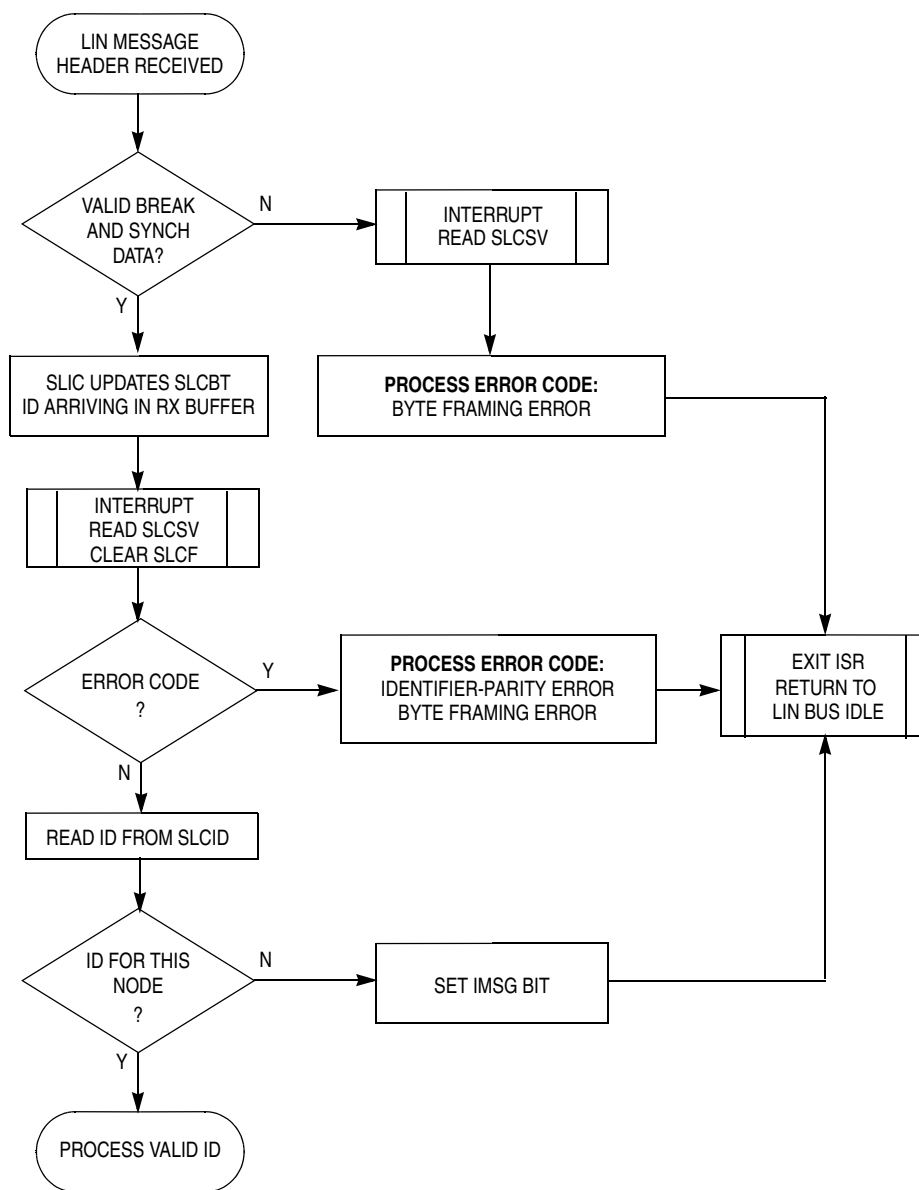 LIN MESSAGE
HEADER RECEIVED
VALID BREAK
AND SYNCH
DATA?
N
INTERRUPT
READ SLCSV
Y
SLIC UPDATES SLCBT
ID ARRIVING IN RX BUFFER
PROCESS ERROR CODE:
BYTE FRAMING ERROR
INTERRUPT
READ SLCSV
CLEAR SLCF
ERROR CODE
?
Y
PROCESS ERROR CODE:
IDENTIFIER-PARITY ERROR
BYTE FRAMING ERROR
EXIT ISR
RETURN TO
LIN BUS IDLE
N
READ ID FROM SLCID
ID FOR THIS
NODE
?
N
SET IMSG BIT
Y
PROCESS VALID ID